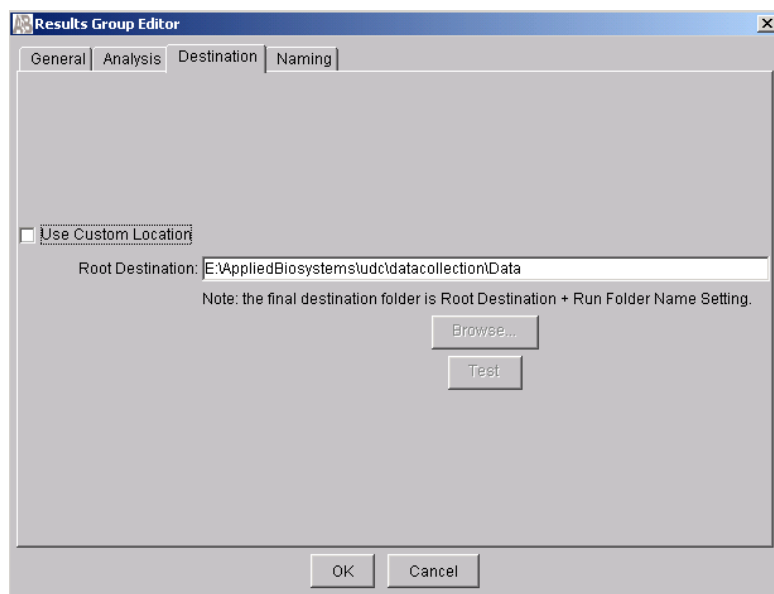 AB Results Group Editor
General Analysis Destination Naming
Use Custom Location
Root Destination: E:\AppliedBiosystems\udc\datacollection\Data
Note: the final destination folder is Root Destination + Run Folder Name Setting.
Browse...
Test
OK Cancel